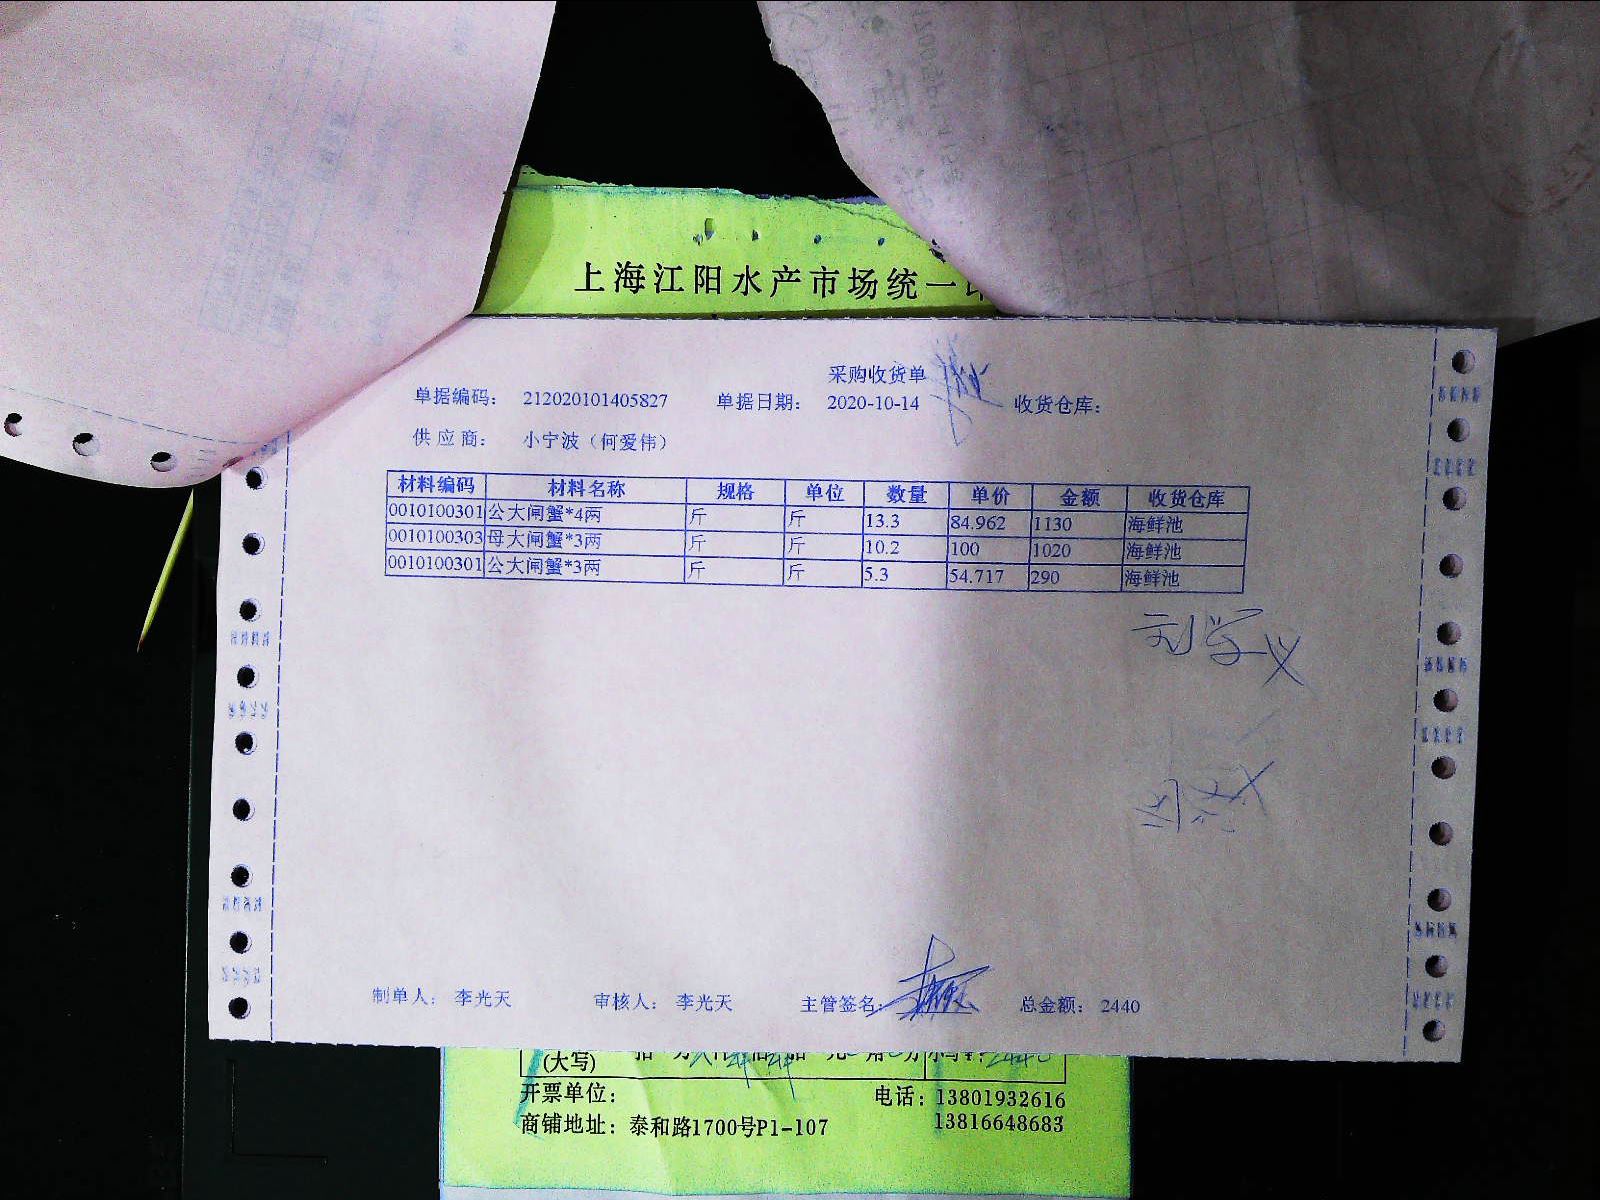 上海江阳水产市场统一
采购收货单
单据编码： 212020101405827 单据日期： 2020-10-14 收货仓库：
供应商： 小宁波（何爱伟）
材料编码 材料名称 规格 单位 数量 单价 金额 收货仓库
0010100301 公大闸蟹*4两 斤 斤 13.3 84.962 1130 海鲜池
0010100303 母大闸蟹*3两 斤 斤 10.2 100 1020 海鲜池
0010100301 公大闸蟹*3两 斤 斤 5.3 54.717 290 海鲜池
刘学义
制单人： 李光天 审核人： 李光天 主管签名： 总金额： 2440
(大写)
开票单位： 电话：13801932616
商铺地址：泰和路1700号P1-107 13816648683